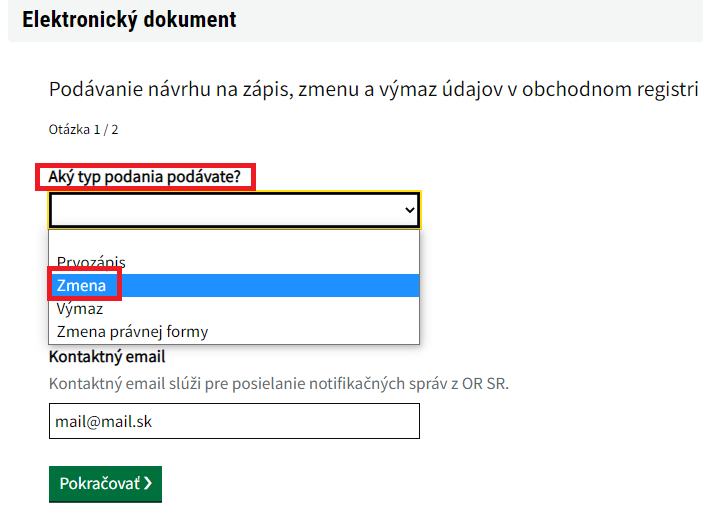 Elektronický dokument
Podávanie návrhu na zápis, zmenu a výmaz údajov v obchodnom registri
Otázka 1 / 2
Aký typ podania podávate?
Prvozápis
Zmena
Výmaz
Zmena právnej formy
Kontaktný email
Kontaktný email slúži pre posielanie notifikačných správ z OR SR.
mail@mail.sk
Pokračovať